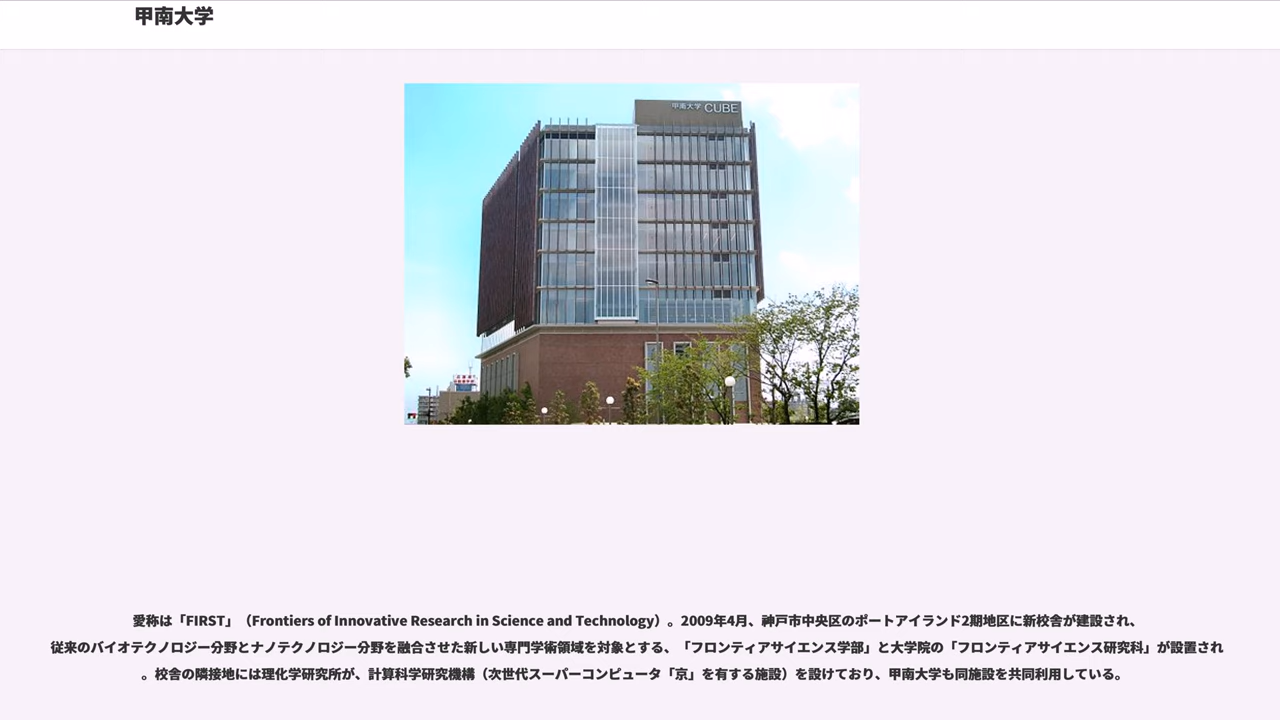 甲南大学
甲南大学 CUBE
愛称は「FIRST」（Frontiers of Innovative Research in Science and Technology）。2009年4月、神戸市中央区のポートアイランド2期地区に新校舎が建設され、
従来のバイオテクノロジー分野とナノテクノロジー分野を融合させた新しい専門学術領域を対象とする、「フロンティアサイエンス学部」と大学院の「フロンティアサイエンス研究科」が設置され
。校舎の隣接地には理化学研究所が、計算科学研究機構（次世代スーパーコンピュータ「京」を有する施設）を設けており、甲南大学も同施設を共同利用している。